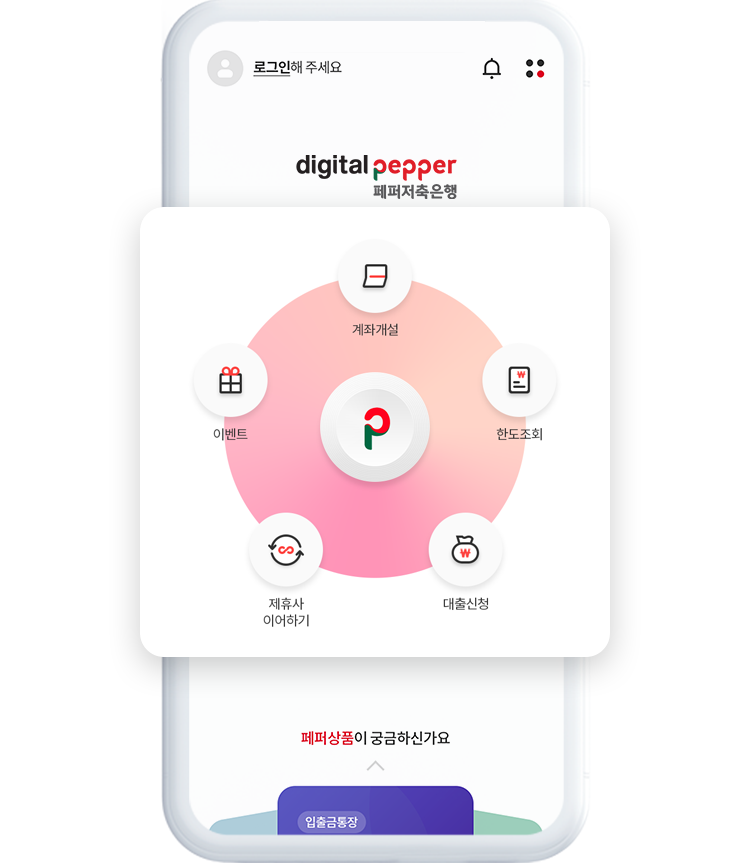 로그인해 주세요
digital pepper
페퍼저축은행
계좌개설
이벤트
한도조회
제휴사
이어하기
대출신청
페퍼상품이 궁금하신가요
입출금통장